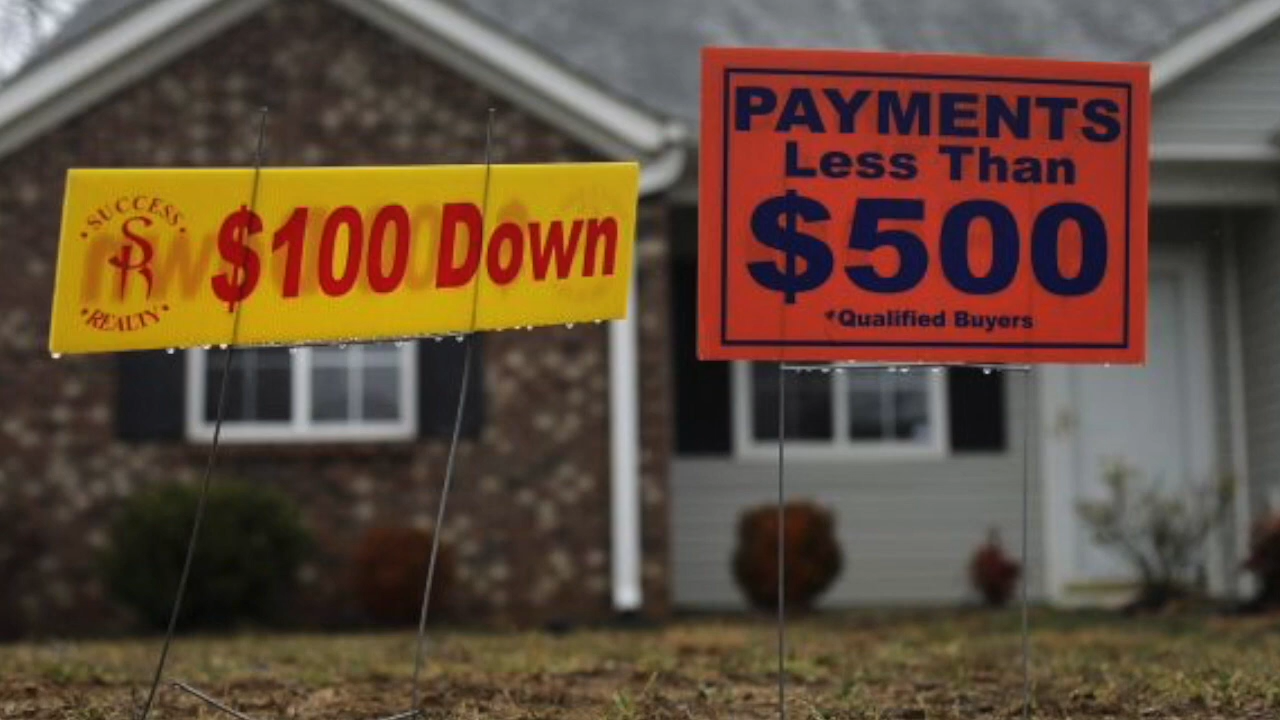 •SUCCESS•
SR
•REALTY•
$100 Down
PAYMENTS
Less Than
$500
*Qualified Buyers